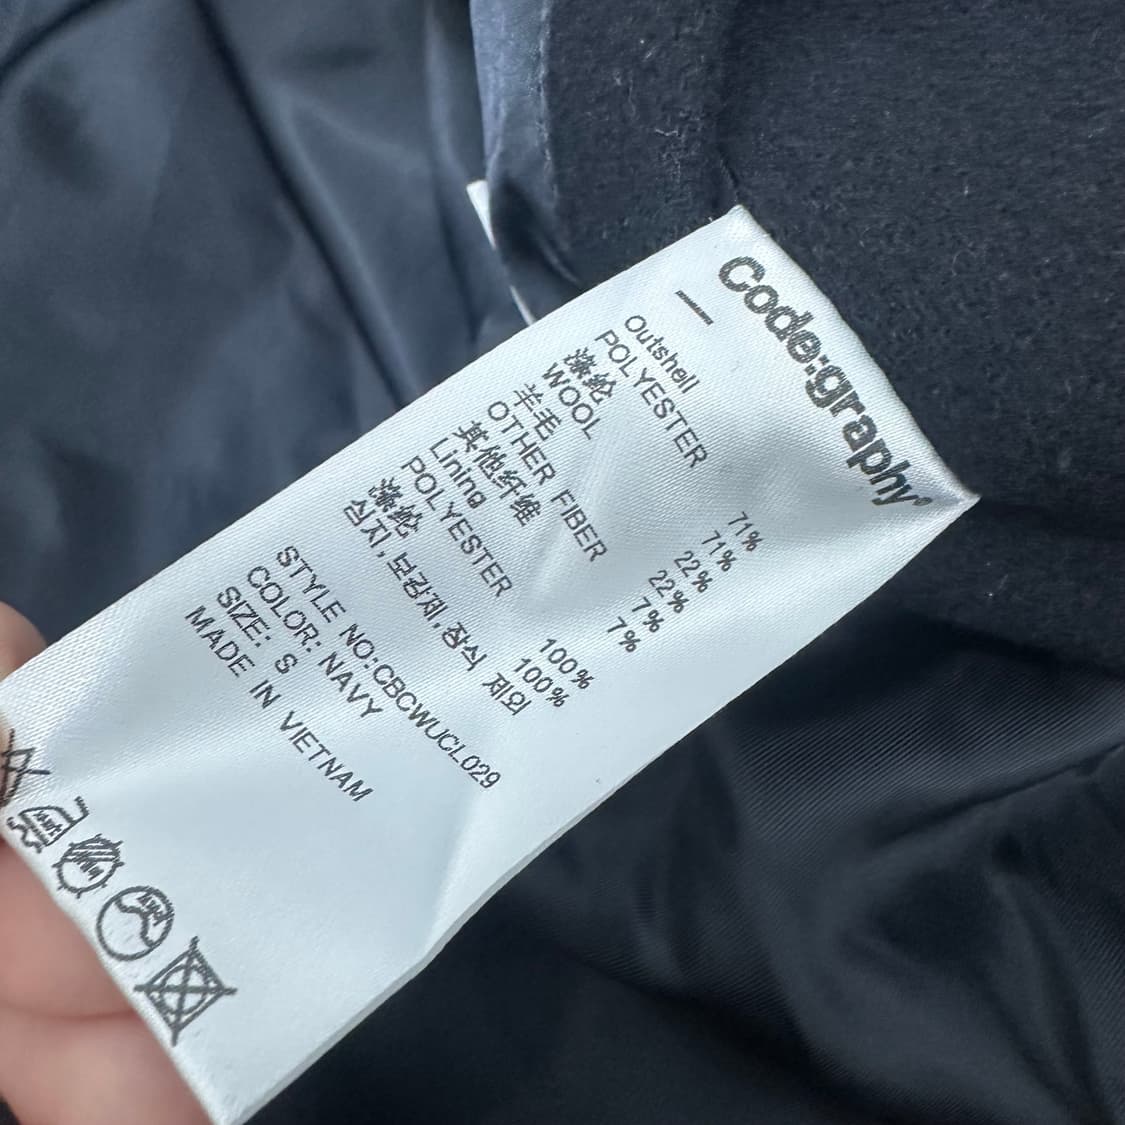 Code:graphy®
Outshell
POLYESTER 71%
涤纶 71%
WOOL 22%
羊毛 22%
OTHER FIBER 7%
其他纤维 7%
Lining
POLYESTER 100%
涤纶 100%
심지,보강재,장식 제외
STYLE NO:CBCWUCL029
COLOR: NAVY
SIZE: S
MADE IN VIETNAM